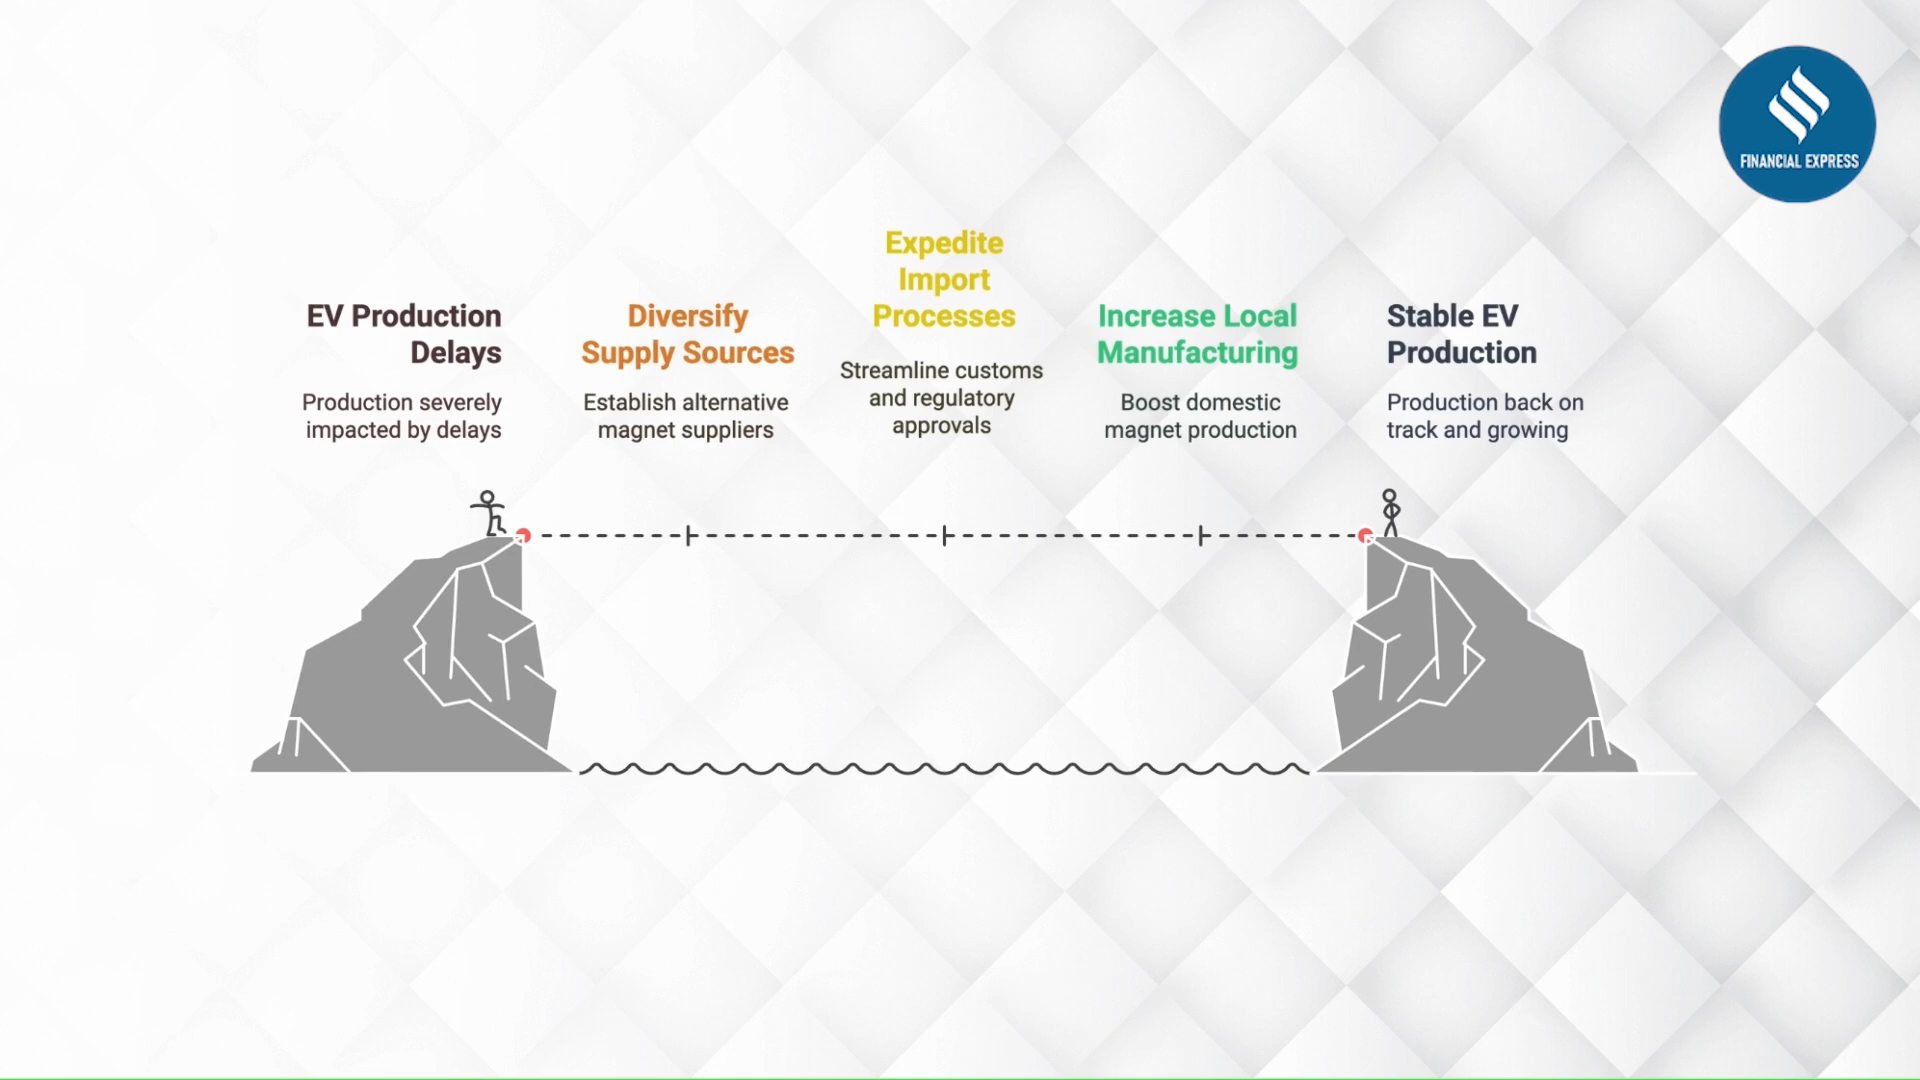 FINANCIAL EXPRESS
EV Production
Delays
Production severely
impacted by delays
Diversify
Supply Sources
Establish alternative
magnet suppliers
Expedite
Import
Processes
Streamline customs
and regulatory
approvals
Increase Local
Manufacturing
Boost domestic
magnet production
Stable EV
Production
Production back on
track and growing